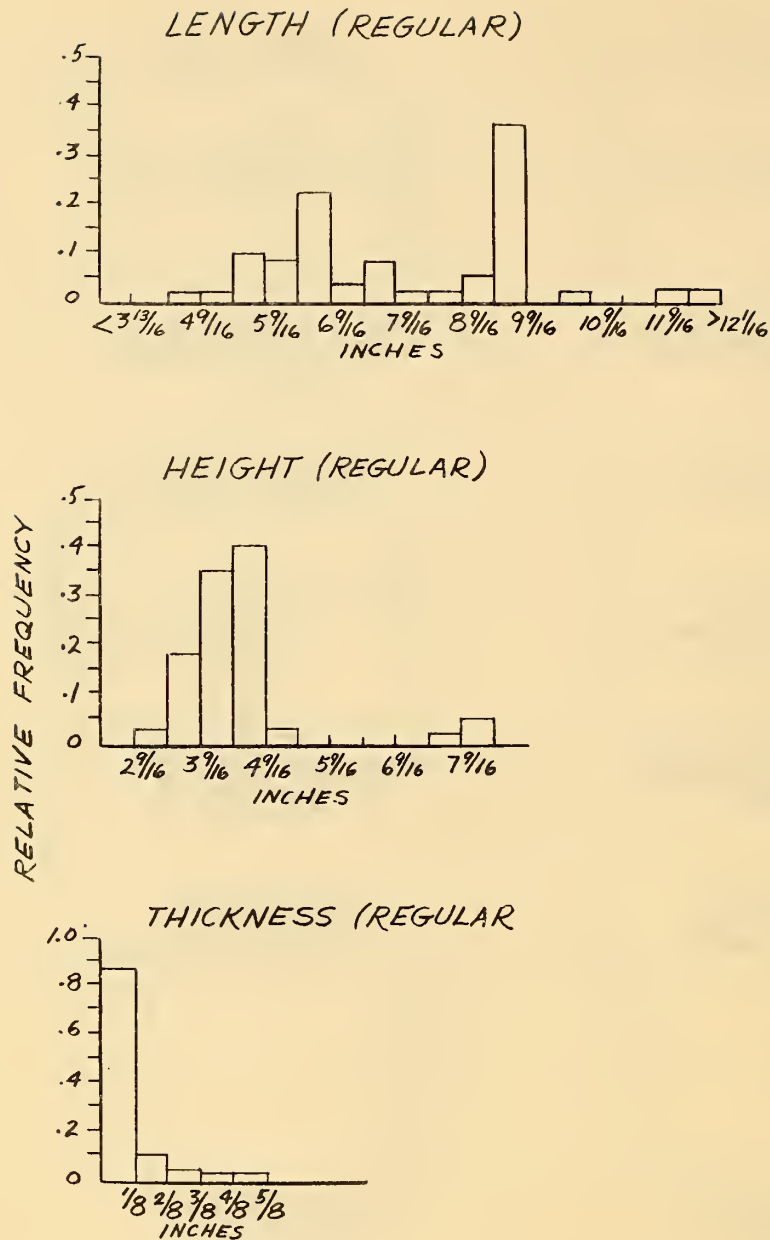 LENGTH (REGULAR)
.5
.4
.3
.2
.1
0
<3 13/16 4 9/16 5 9/16 6 9/16 7 9/16 8 9/16 9 9/16 10 9/16 11 9/16 >12 1/16
INCHES
HEIGHT (REGULAR)
RELATIVE FREQUENCY
.5
.4
.3
.2
.1
0
2 9/16 3 9/16 4 9/16 5 9/16 6 9/16 7 9/16
INCHES
THICKNESS (REGULAR
1.0
.8
.6
.4
.2
0
1/8 2/8 3/8 4/8 5/8
INCHES